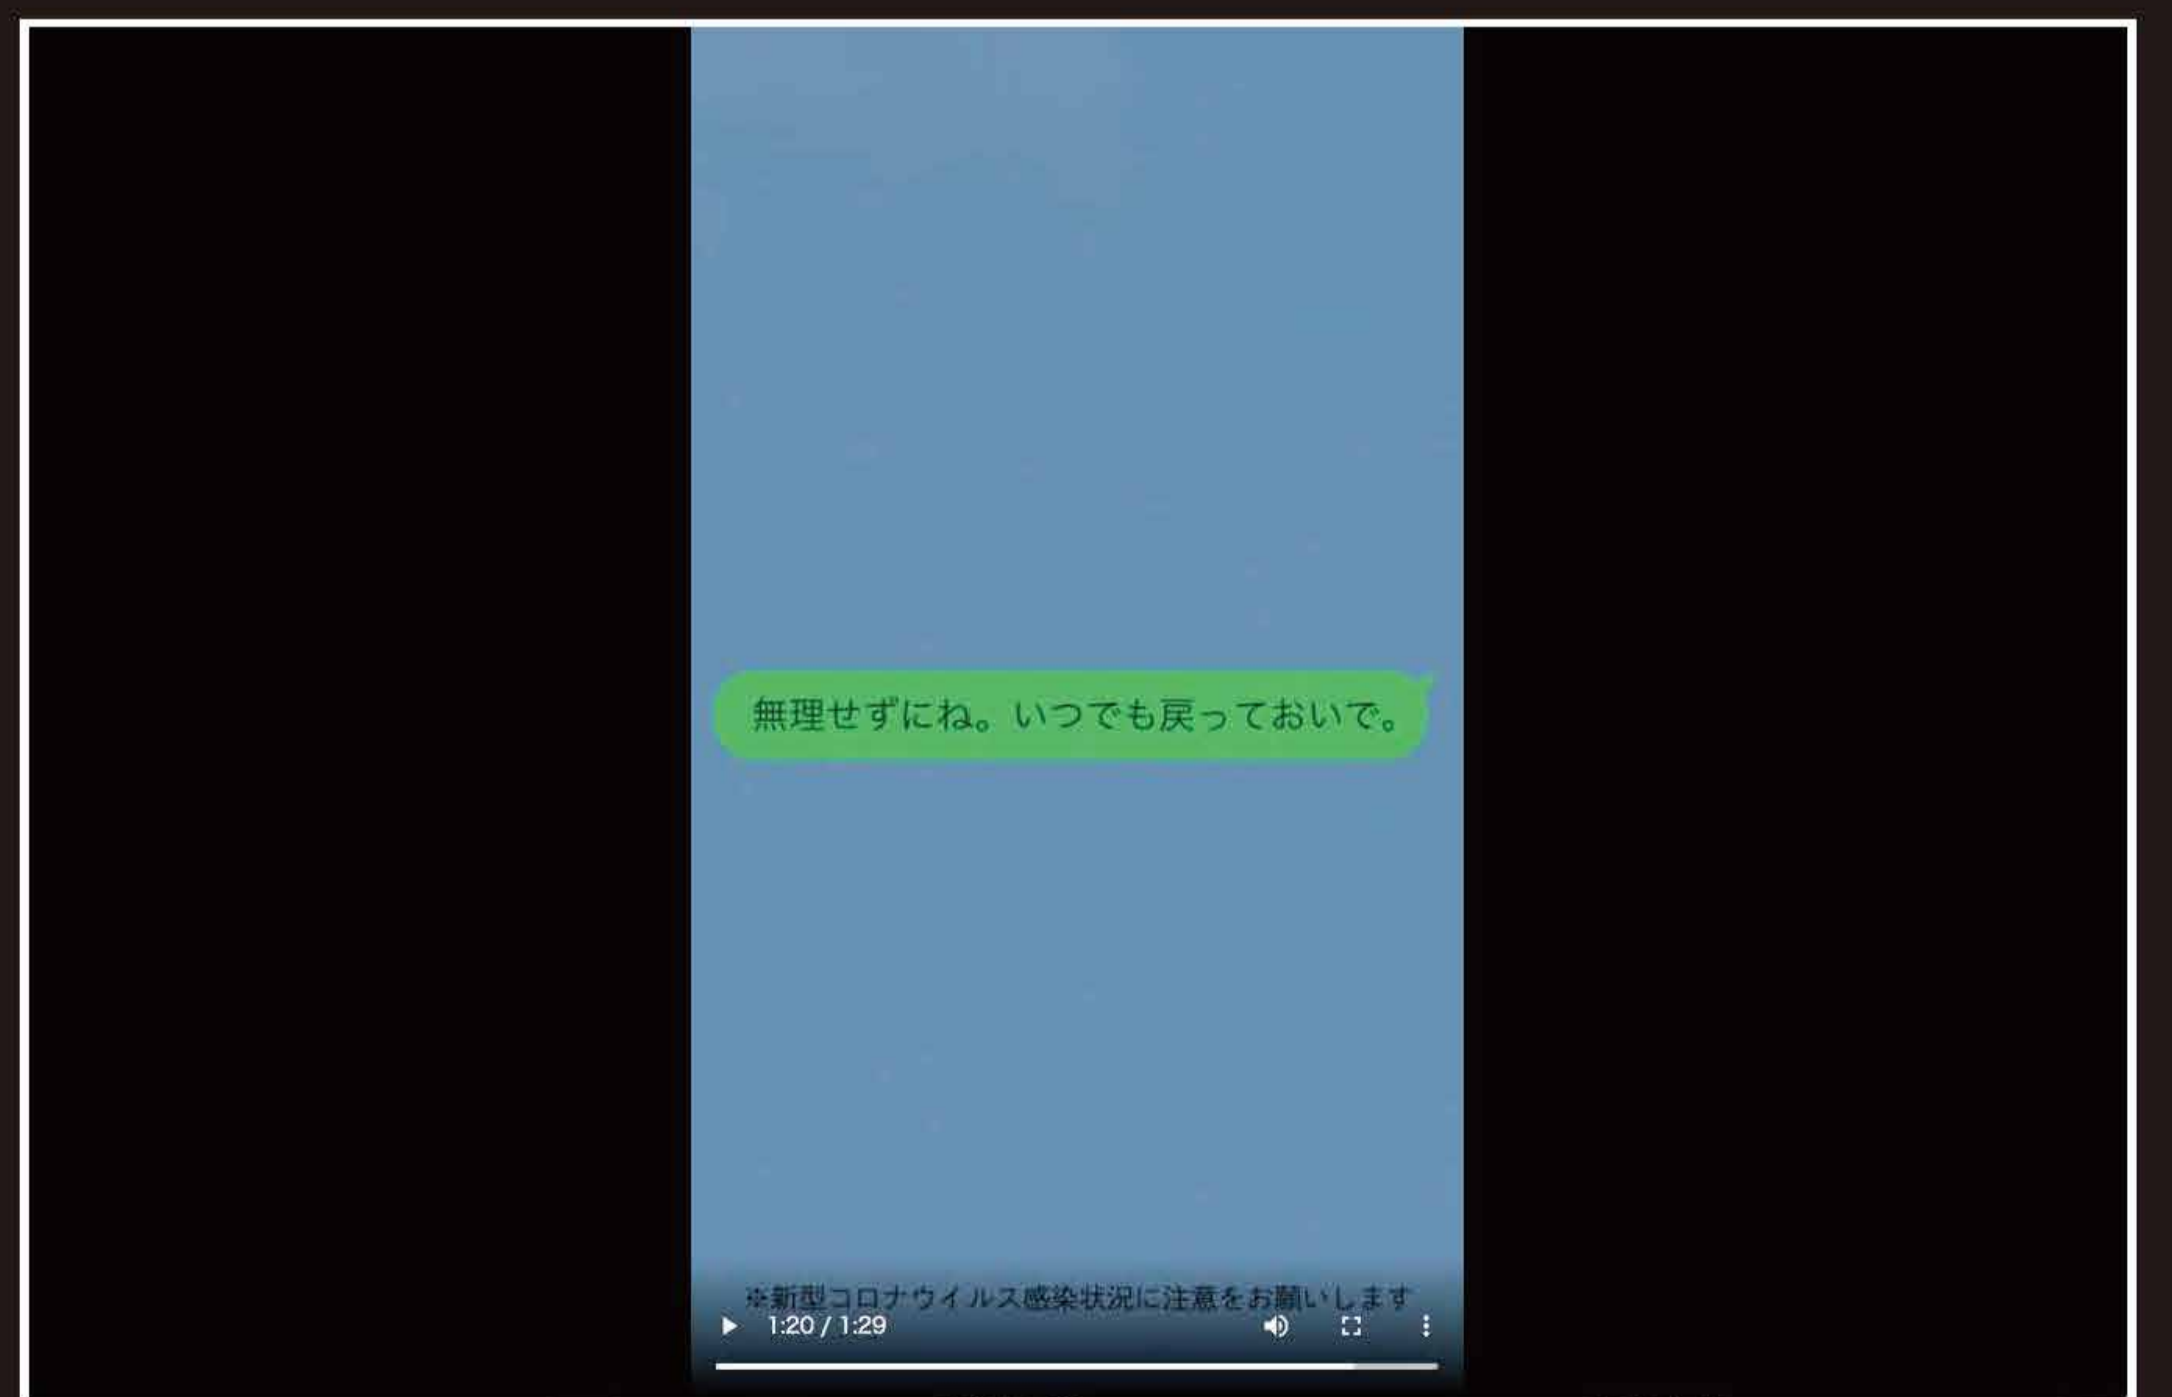 無理せずにね。いつでも戻っておいで。
※新型コロナウイルス感染状況に注意をお願いします
1:20 / 1:29